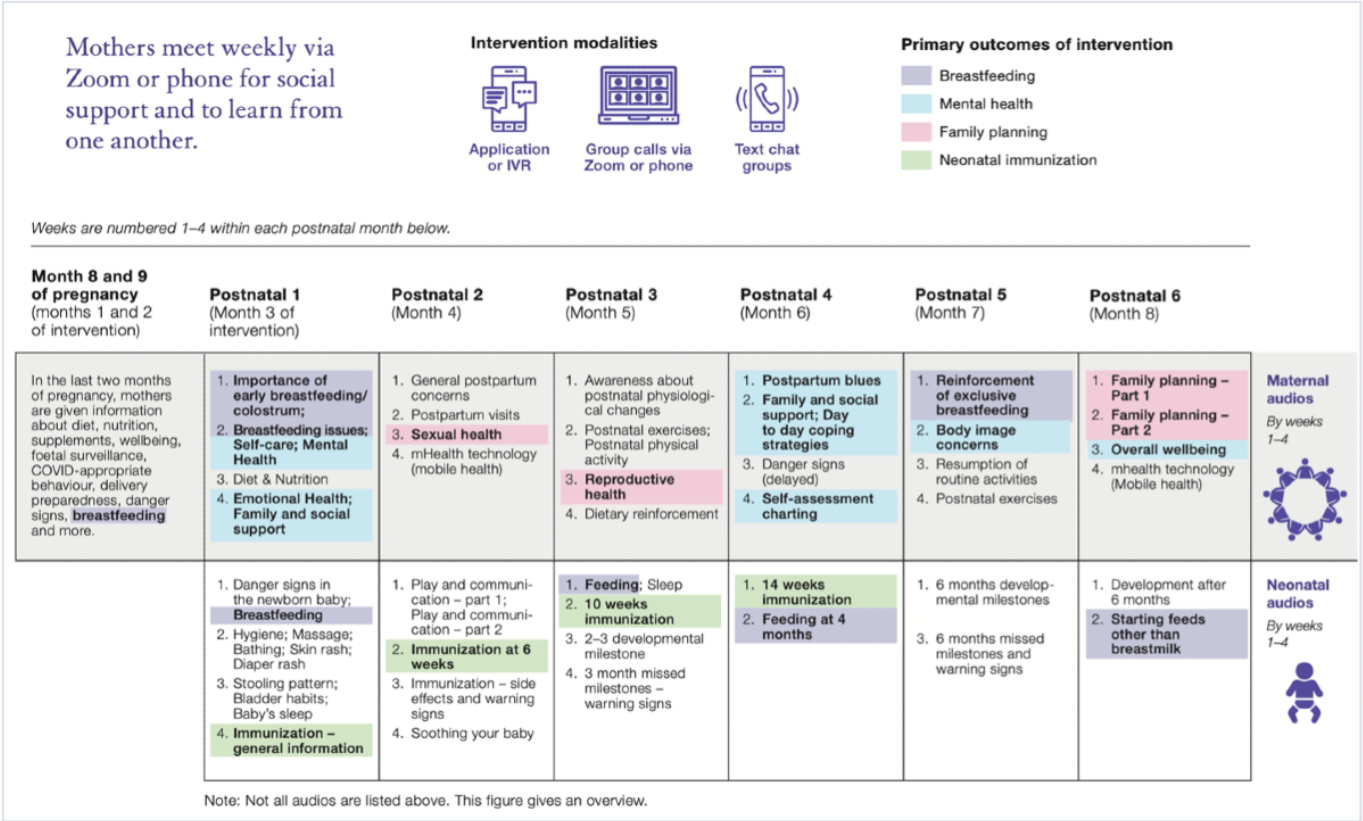 Mothers meet weekly via
Zoom or phone for social
support and to learn from
one another.
Intervention modalities
Application
or IVR
Group calls via
Zoom or phone
Text chat
groups
Primary outcomes of intervention
Breastfeeding
Mental health
Family planning
Neonatal immunization
Weeks are numbered 1–4 within each postnatal month below.
Month 8 and 9
of pregnancy
(months 1 and 2
of intervention)
Postnatal 1
(Month 3 of
intervention)
Postnatal 2
(Month 4)
Postnatal 3
(Month 5)
Postnatal 4
(Month 6)
Postnatal 5
(Month 7)
Postnatal 6
(Month 8)
In the last two months
of pregnancy, mothers
are given information
about diet, nutrition,
supplements, wellbeing,
foetal surveillance,
COVID-appropriate
behaviour, delivery
preparedness, danger
signs, breastfeeding
and more.
1. Importance of
early breastfeeding/
colostrum;
2. Breastfeeding issues;
Self-care; Mental
Health
3. Diet & Nutrition
4. Emotional Health;
Family and social
support
1. General postpartum
concerns
2. Postpartum visits
3. Sexual health
4. mHealth technology
(mobile health)
1. Awareness about
postnatal physiologi-
cal changes
2. Postnatal exercises;
Postnatal physical
activity
3. Reproductive
health
4. Dietary reinforcement
1. Postpartum blues
2. Family and social
support; Day
to day coping
strategies
3. Danger signs
(delayed)
4. Self-assessment
charting
1. Reinforcement
of exclusive
breastfeeding
2. Body image
concerns
3. Resumption of
routine activities
4. Postnatal exercises
1. Family planning –
Part 1
2. Family planning –
Part 2
3. Overall wellbeing
4. mhealth technology
(Mobile health)
Maternal
audios
By weeks
1–4
1. Danger signs in
the newborn baby;
Breastfeeding
2. Hygiene; Massage;
Bathing; Skin rash;
Diaper rash
3. Stooling pattern;
Bladder habits;
Baby's sleep
4. Immunization –
general information
1. Play and communi-
cation – part 1;
Play and communi-
cation – part 2
2. Immunization at 6
weeks
3. Immunization – side
effects and warning
signs
4. Soothing your baby
1. Feeding; Sleep
2. 10 weeks
immunization
3. 2–3 developmental
milestone
4. 3 month missed
milestones –
warning signs
1. 14 weeks
immunization
2. Feeding at 4
months
1. 6 months develop-
mental milestones
3. 6 months missed
milestones and
warning signs
1. Development after
6 months
2. Starting feeds
other than
breastmilk
Neonatal
audios
By weeks
1–4
Note: Not all audios are listed above. This figure gives an overview.